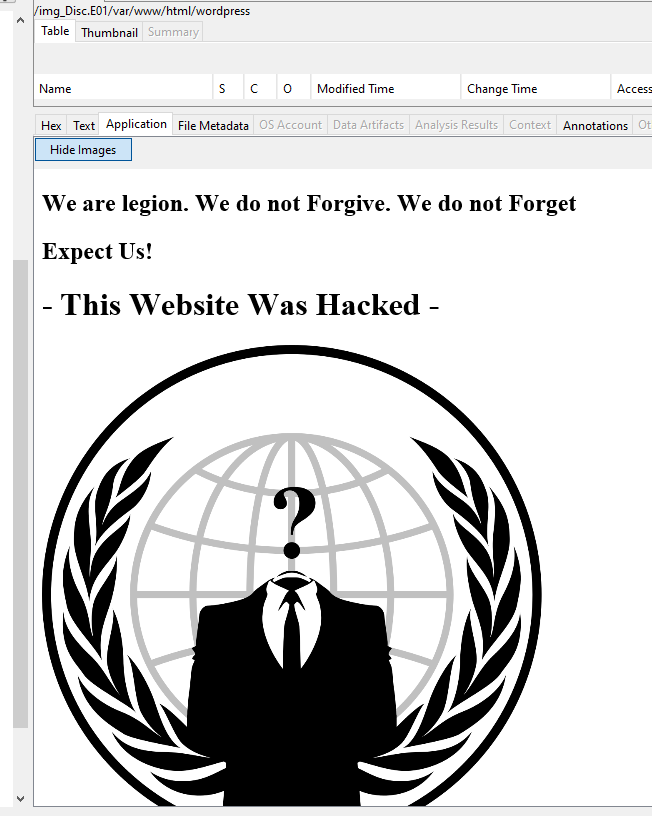 /img_Disc.E01/var/www/html/wordpress
Table Thumbnail Summary
Name S C O Modified Time Change Time Access
Hex Text Application File Metadata OS Account Data Artifacts Analysis Results Context Annotations Ot
Hide Images
We are legion. We do not Forgive. We do not Forget
Expect Us!
- This Website Was Hacked -
?